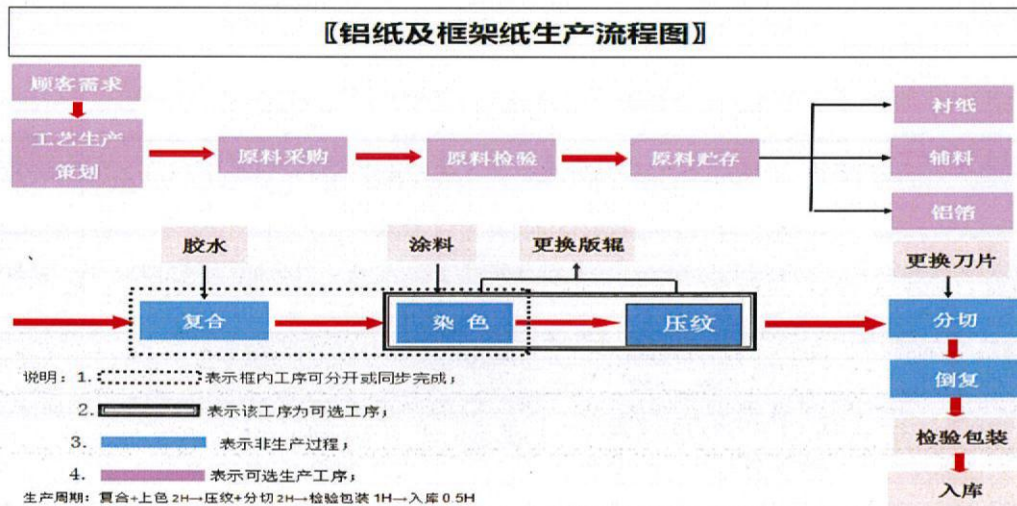 〖铝纸及框架纸生产流程图〗
顾客需求
工艺生产
策划
原料采购
原料检验
原料贮存
衬纸
辅料
铝箔
胶水
涂料
更换版辊
更换刀片
复合
染色
压纹
分切
倒复
检验包装
入库
说明：1. 表示框内工序可分开或同步完成；
2. 表示该工序为可选工序；
3. 表示非生产过程；
4. 表示可选生产工序；
生产周期：复合+上色2H→压纹+分切2H→检验包装1H→入库0.5H